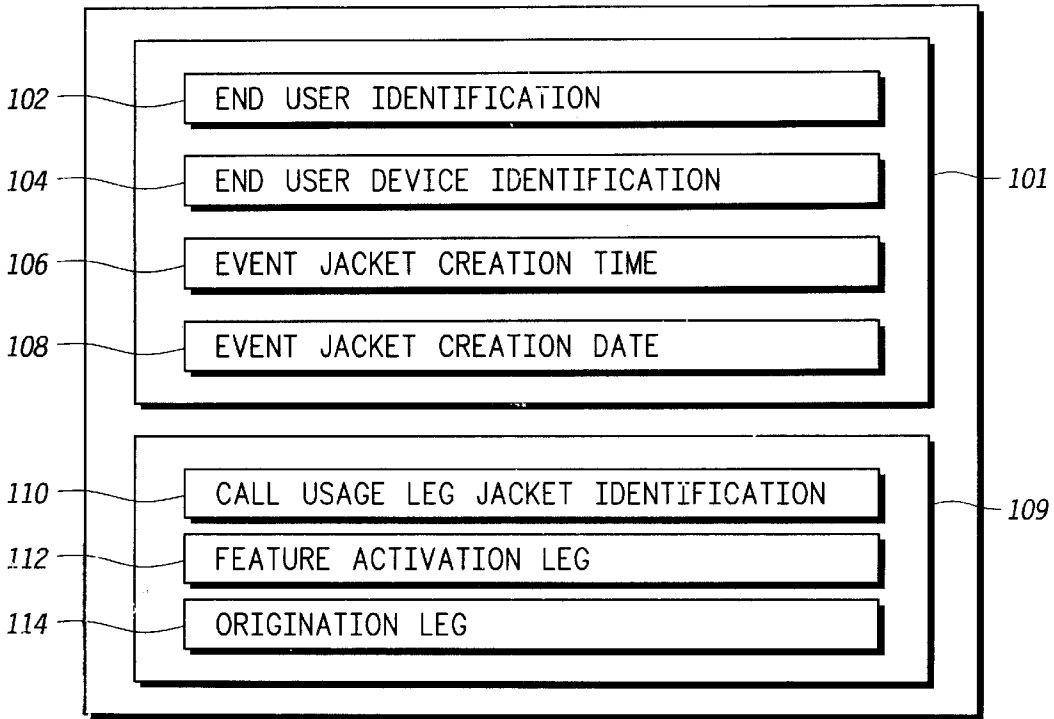 102 END USER IDENTIFICATION
104 END USER DEVICE IDENTIFICATION 101
106 EVENT JACKET CREATION TIME
108 EVENT JACKET CREATION DATE
110 CALL USAGE LEG JACKET IDENTIFICATION 109
112 FEATURE ACTIVATION LEG
114 ORIGINATION LEG